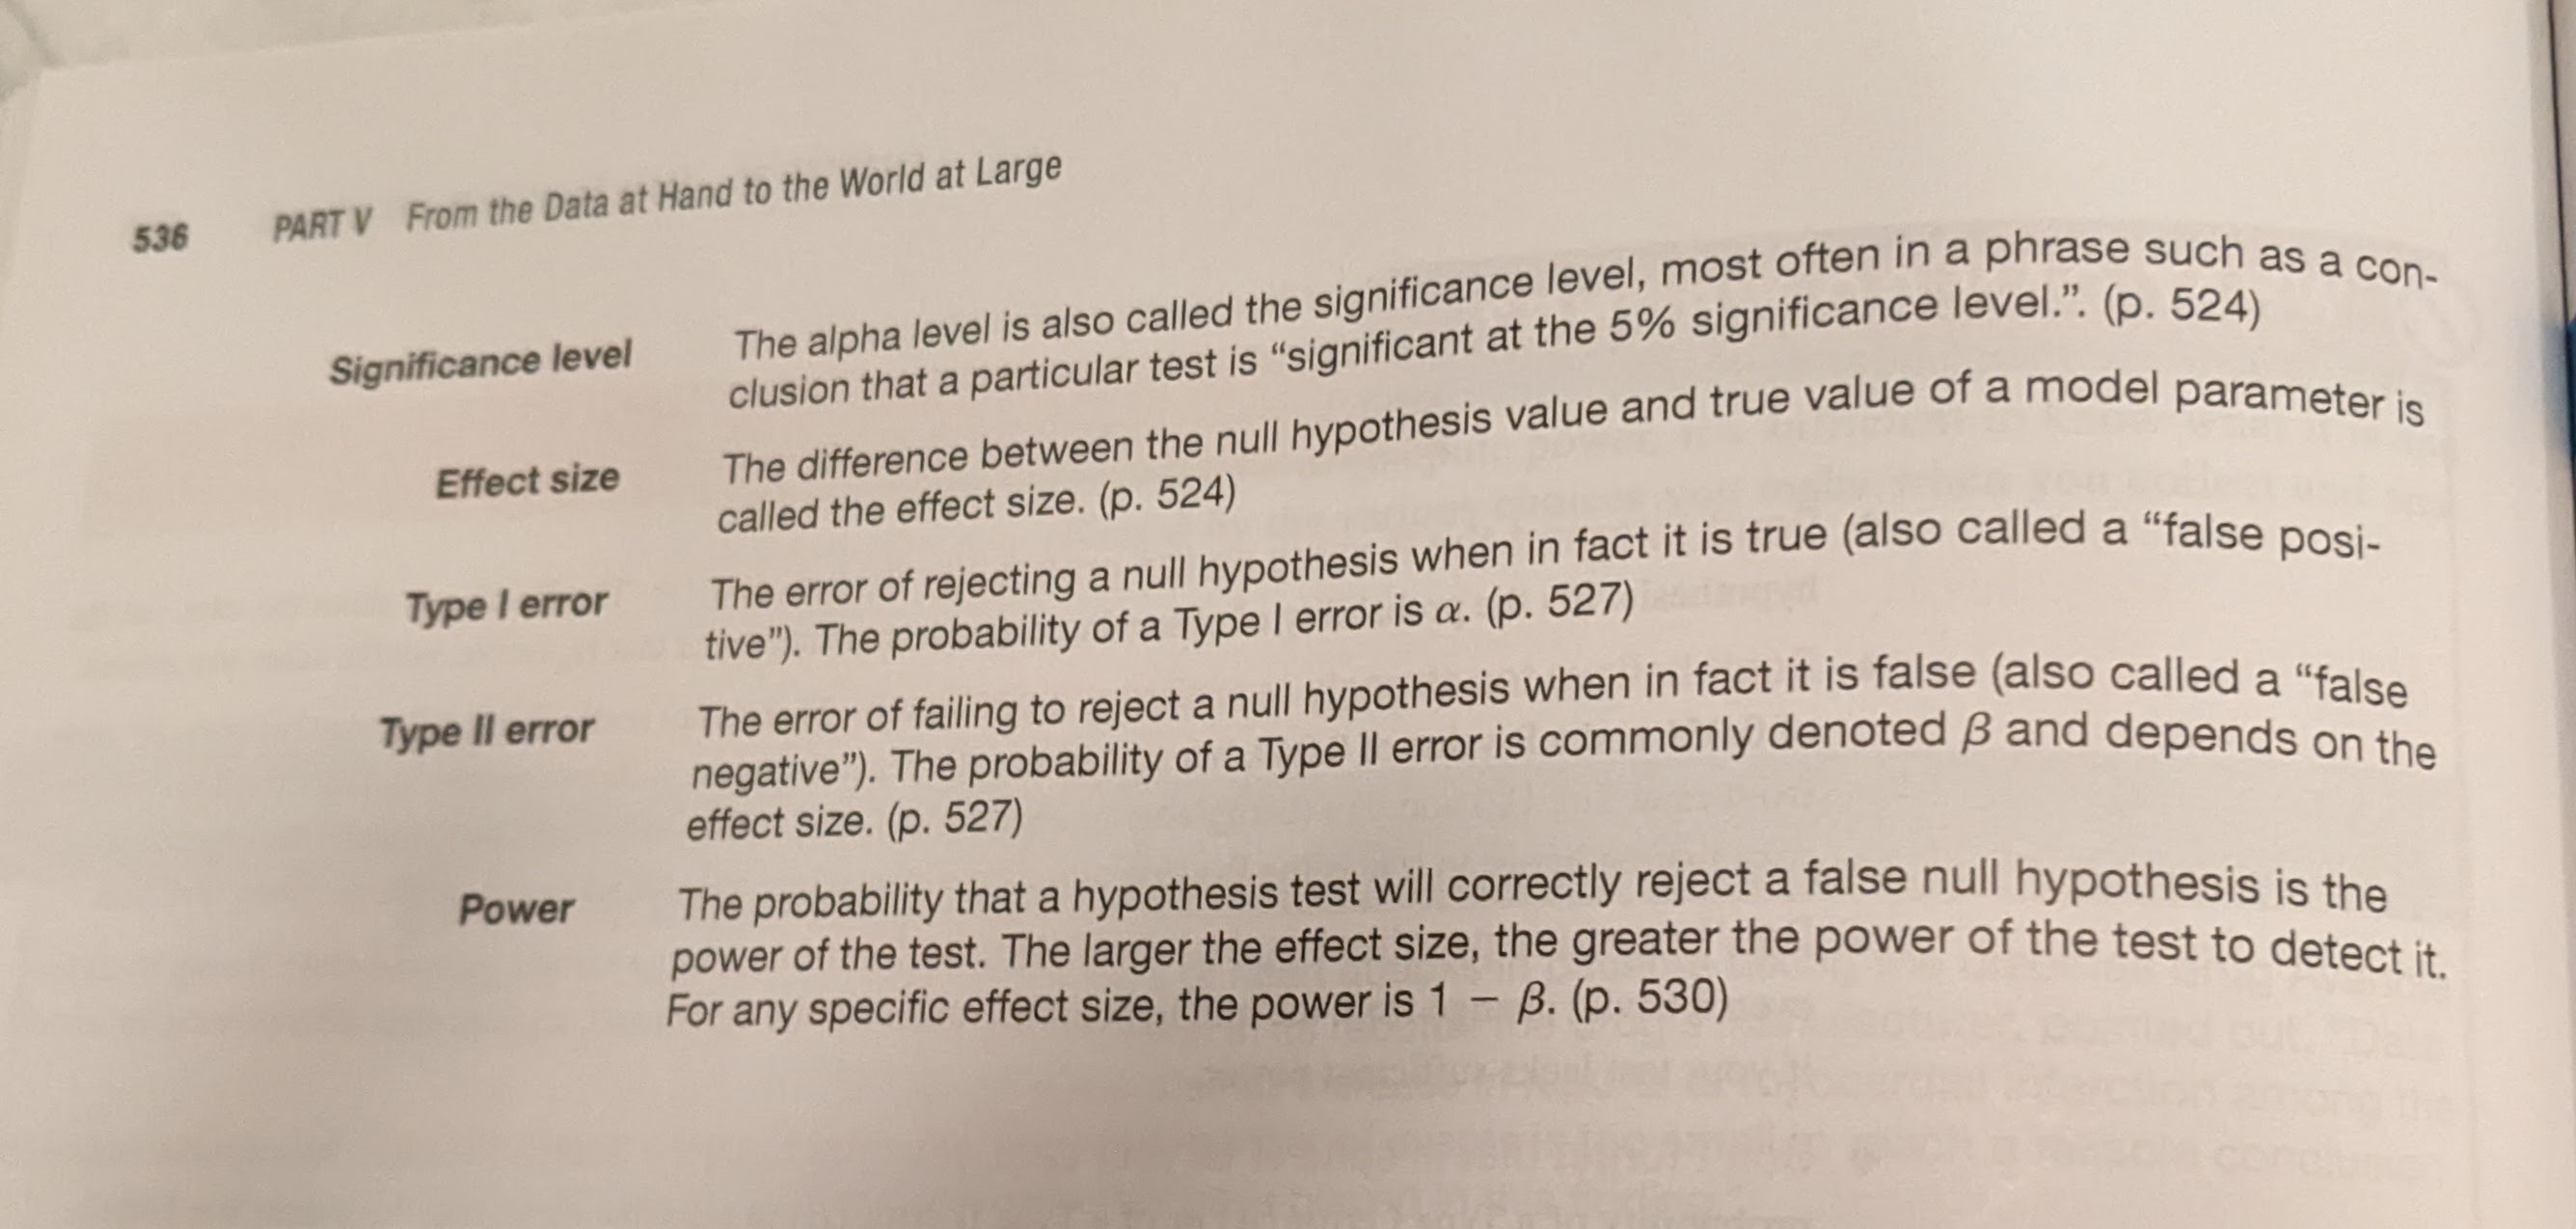 536 PART V From the Data at Hand to the World at Large
Significance level The alpha level is also called the significance level, most often in a phrase such as a con-
clusion that a particular test is “significant at the 5% significance level.”. (p. 524)
Effect size The difference between the null hypothesis value and true value of a model parameter is
called the effect size. (p. 524)
Type I error The error of rejecting a null hypothesis when in fact it is true (also called a “false posi-
tive”). The probability of a Type I error is α. (p. 527)
Type II error The error of failing to reject a null hypothesis when in fact it is false (also called a “false
negative”). The probability of a Type II error is commonly denoted β and depends on the
effect size. (p. 527)
Power The probability that a hypothesis test will correctly reject a false null hypothesis is the
power of the test. The larger the effect size, the greater the power of the test to detect it.
For any specific effect size, the power is 1 − β. (p. 530)